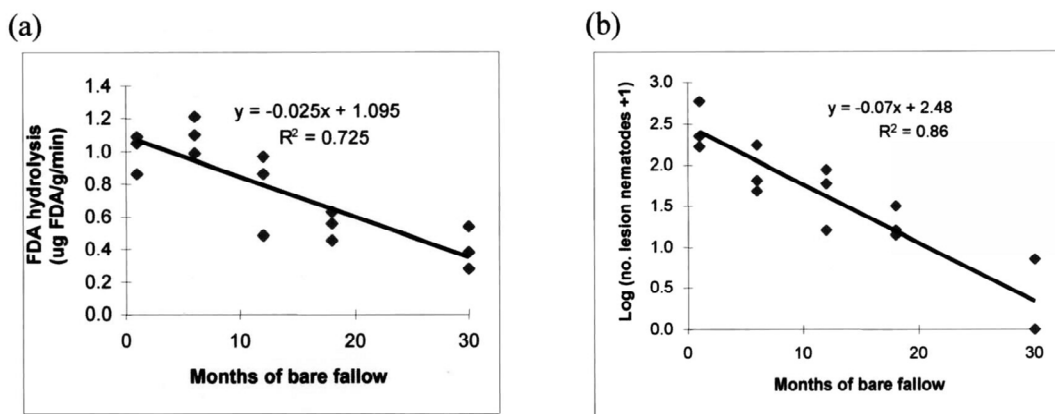 (a)
FDA hydrolysis
(ug FDA/g/min)
1.4
1.2
1.0
0.8
0.6
0.4
0.2
0.0
y = -0.025x + 1.095
R² = 0.725
0 10 20 30
Months of bare fallow
(b)
Log (no. lesion nematodes +1)
3.0
2.5
2.0
1.5
1.0
0.5
0.0
y = -0.07x + 2.48
R² = 0.86
0 10 20 30
Months of bare fallow